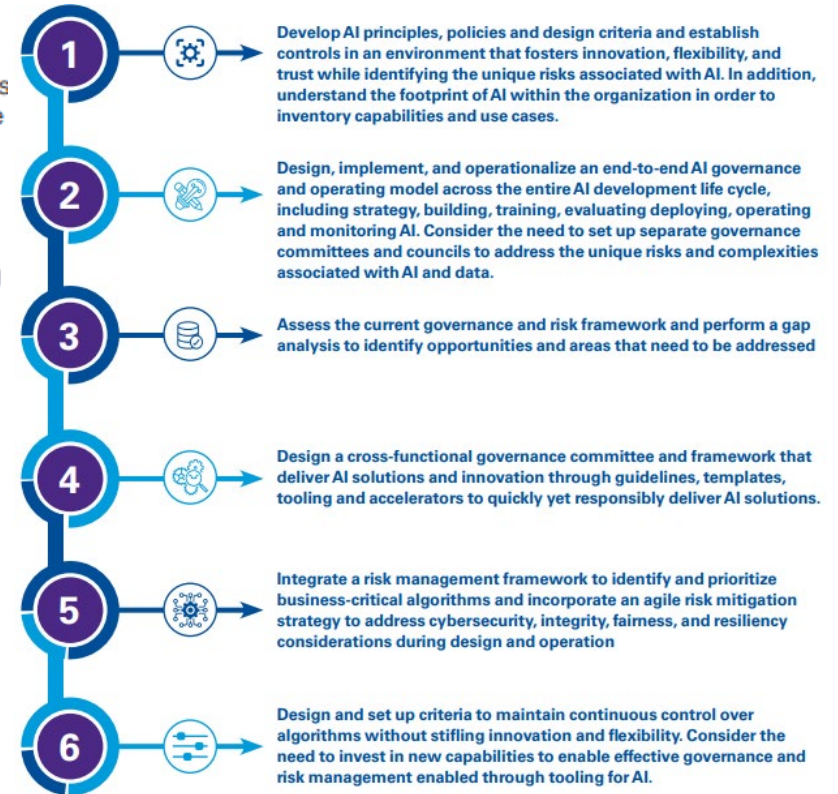 1
Develop AI principles, policies and design criteria and establish
controls in an environment that fosters innovation, flexibility, and
trust while identifying the unique risks associated with AI. In addition,
understand the footprint of AI within the organization in order to
inventory capabilities and use cases.
2
Design, implement, and operationalize an end-to-end AI governance
and operating model across the entire AI development life cycle,
including strategy, building, training, evaluating deploying, operating
and monitoring AI. Consider the need to set up separate governance
committees and councils to address the unique risks and complexities
associated with AI and data.
3
Assess the current governance and risk framework and perform a gap
analysis to identify opportunities and areas that need to be addressed
4
Design a cross-functional governance committee and framework that
deliver AI solutions and innovation through guidelines, templates,
tooling and accelerators to quickly yet responsibly deliver AI solutions.
5
Integrate a risk management framework to identify and prioritize
business-critical algorithms and incorporate an agile risk mitigation
strategy to address cybersecurity, integrity, fairness, and resiliency
considerations during design and operation
6
Design and set up criteria to maintain continuous control over
algorithms without stifling innovation and flexibility. Consider the
need to invest in new capabilities to enable effective governance and
risk management enabled through tooling for AI.